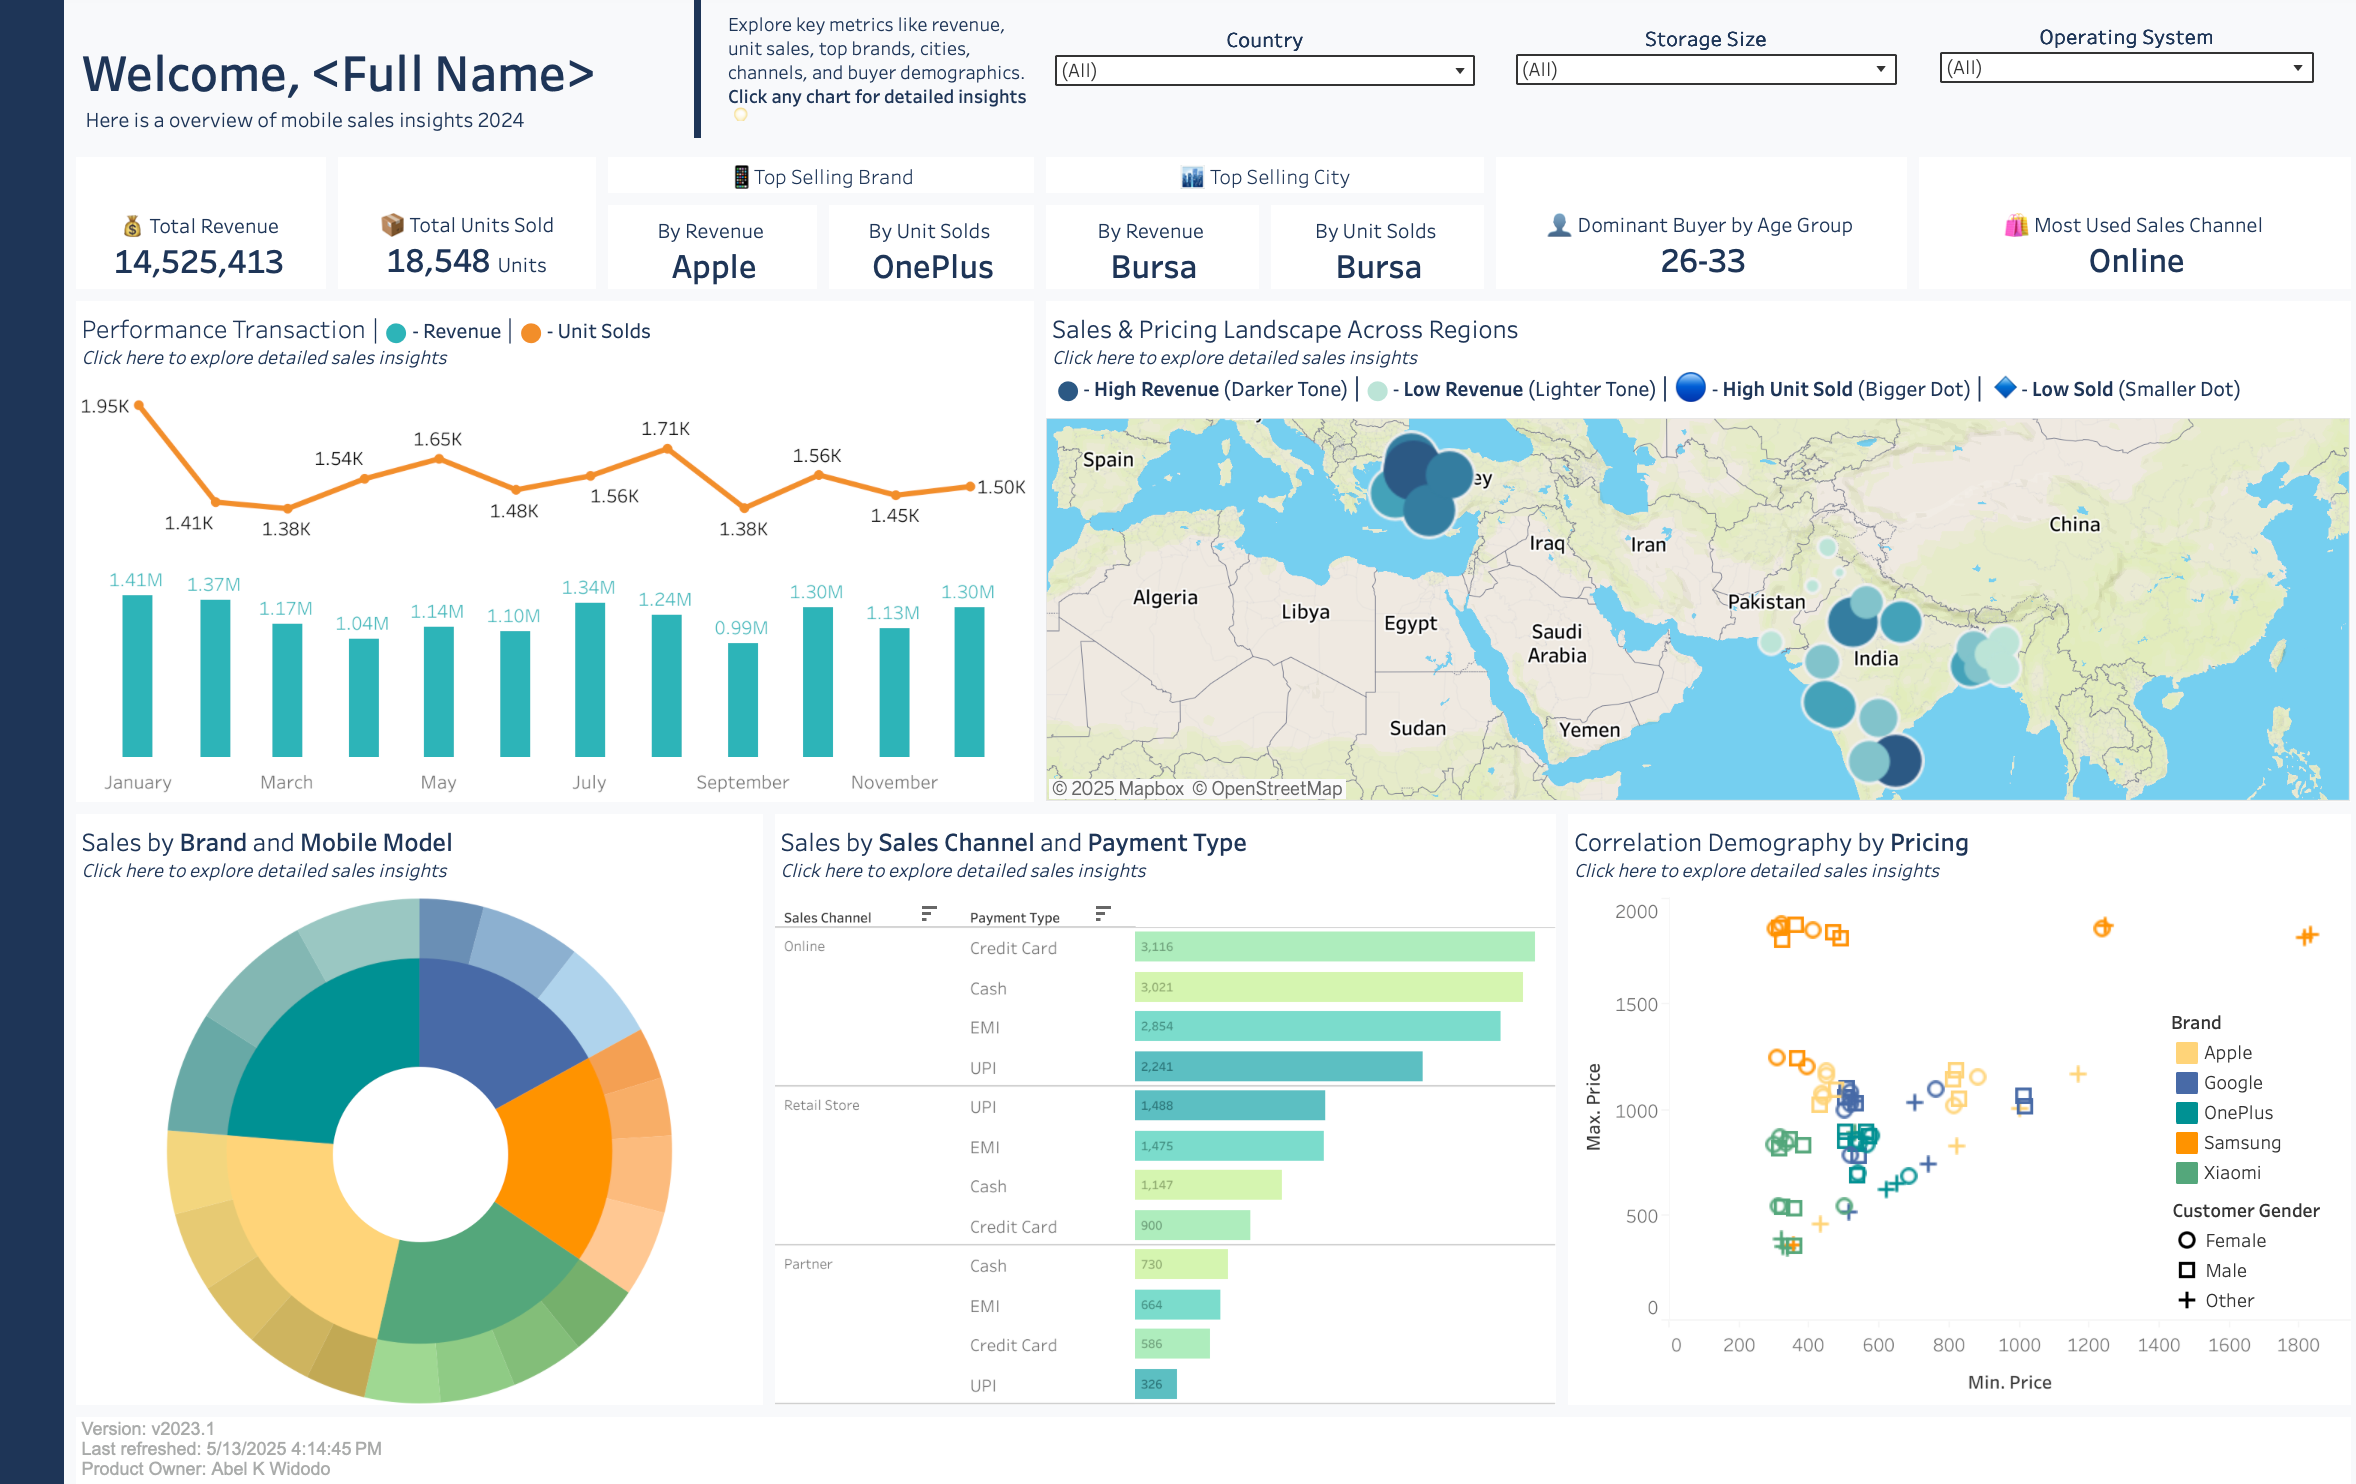 Welcome, <Full Name>
Here is a overview of mobile sales insights 2024
Explore key metrics like revenue,
unit sales, top brands, cities,
channels, and buyer demographics.
Click any chart for detailed insights
Country
(All)
Storage Size
(All)
Operating System
(All)
Total Revenue
14,525,413
Total Units Sold
18,548 Units
Top Selling Brand
By Revenue
Apple
By Unit Solds
OnePlus
Top Selling City
By Revenue
Bursa
By Unit Solds
Bursa
Dominant Buyer by Age Group
26-33
Most Used Sales Channel
Online
Performance Transaction | - Revenue | - Unit Solds
Click here to explore detailed sales insights
1.95K
1.41K
1.38K
1.54K
1.65K
1.48K
1.56K
1.71K
1.38K
1.56K
1.45K
1.50K
1.41M
1.37M
1.17M
1.04M
1.14M
1.10M
1.34M
1.24M
0.99M
1.30M
1.13M
1.30M
January
March
May
July
September
November
Sales & Pricing Landscape Across Regions
Click here to explore detailed sales insights
- High Revenue (Darker Tone) | - Low Revenue (Lighter Tone) | - High Unit Sold (Bigger Dot) | - Low Sold (Smaller Dot)
Spain
ey
China
Iraq
Iran
Algeria
Libya
Egypt
Pakistan
Saudi
Arabia
India
Sudan
Yemen
© 2025 Mapbox © OpenStreetMap
Sales by Brand and Mobile Model
Click here to explore detailed sales insights
Sales by Sales Channel and Payment Type
Click here to explore detailed sales insights
Sales Channel
Payment Type
Online
Credit Card
3,116
Cash
3,021
EMI
2,854
UPI
2,241
Retail Store
UPI
1,488
EMI
1,475
Cash
1,147
Credit Card
900
Partner
Cash
730
EMI
664
Credit Card
586
UPI
326
Correlation Demography by Pricing
Click here to explore detailed sales insights
2000
1500
1000
500
0
Max. Price
0
200
400
600
800
1000
1200
1400
1600
1800
Min. Price
Brand
Apple
Google
OnePlus
Samsung
Xiaomi
Customer Gender
Female
Male
Other
Version: v2023.1
Last refreshed: 5/13/2025 4:14:45 PM
Product Owner: Abel K Widodo